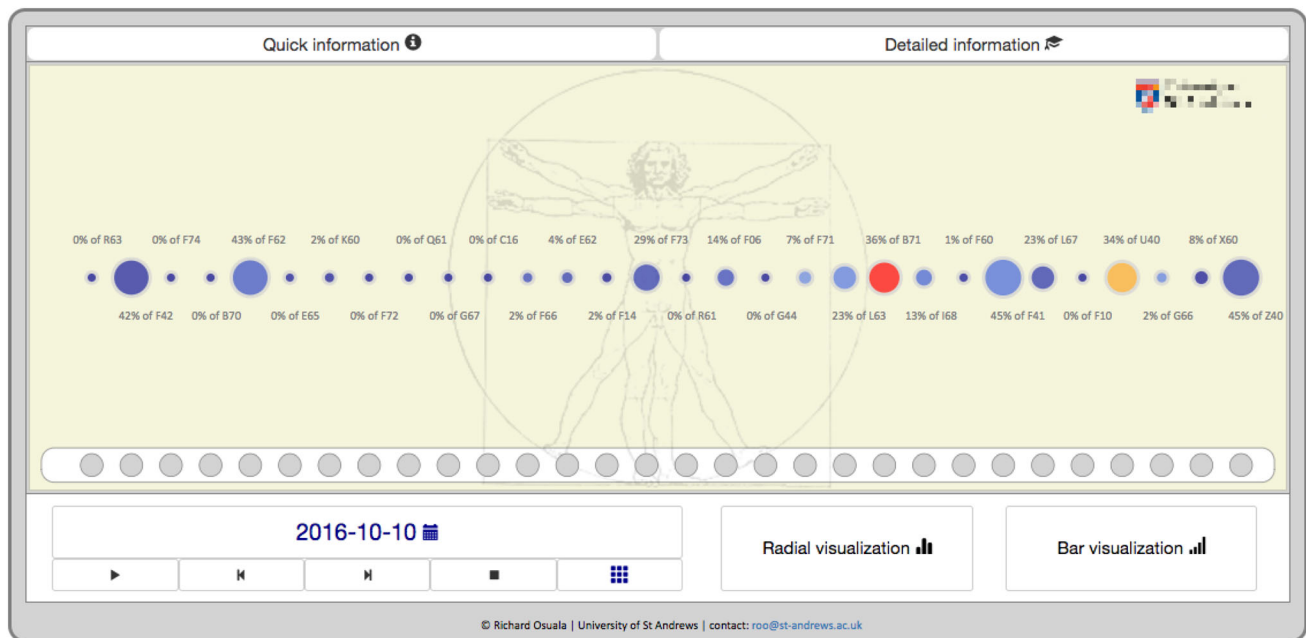 Quick information
Detailed information
0% of R63 0% of F74 43% of F62 2% of K60 0% of Q61 0% of C16 4% of E62 29% of F73 14% of F06 7% of F71 36% of B71 1% of F60 23% of L67 34% of U40 8% of X60
42% of F42 0% of B70 0% of E65 0% of F72 0% of G67 2% of F66 2% of F14 0% of R61 0% of G44 23% of L63 13% of I68 45% of F41 0% of F10 2% of G66 45% of Z40
2016-10-10
Radial visualization
Bar visualization
© Richard Osuala | University of St Andrews | contact: roo@st-andrews.ac.uk